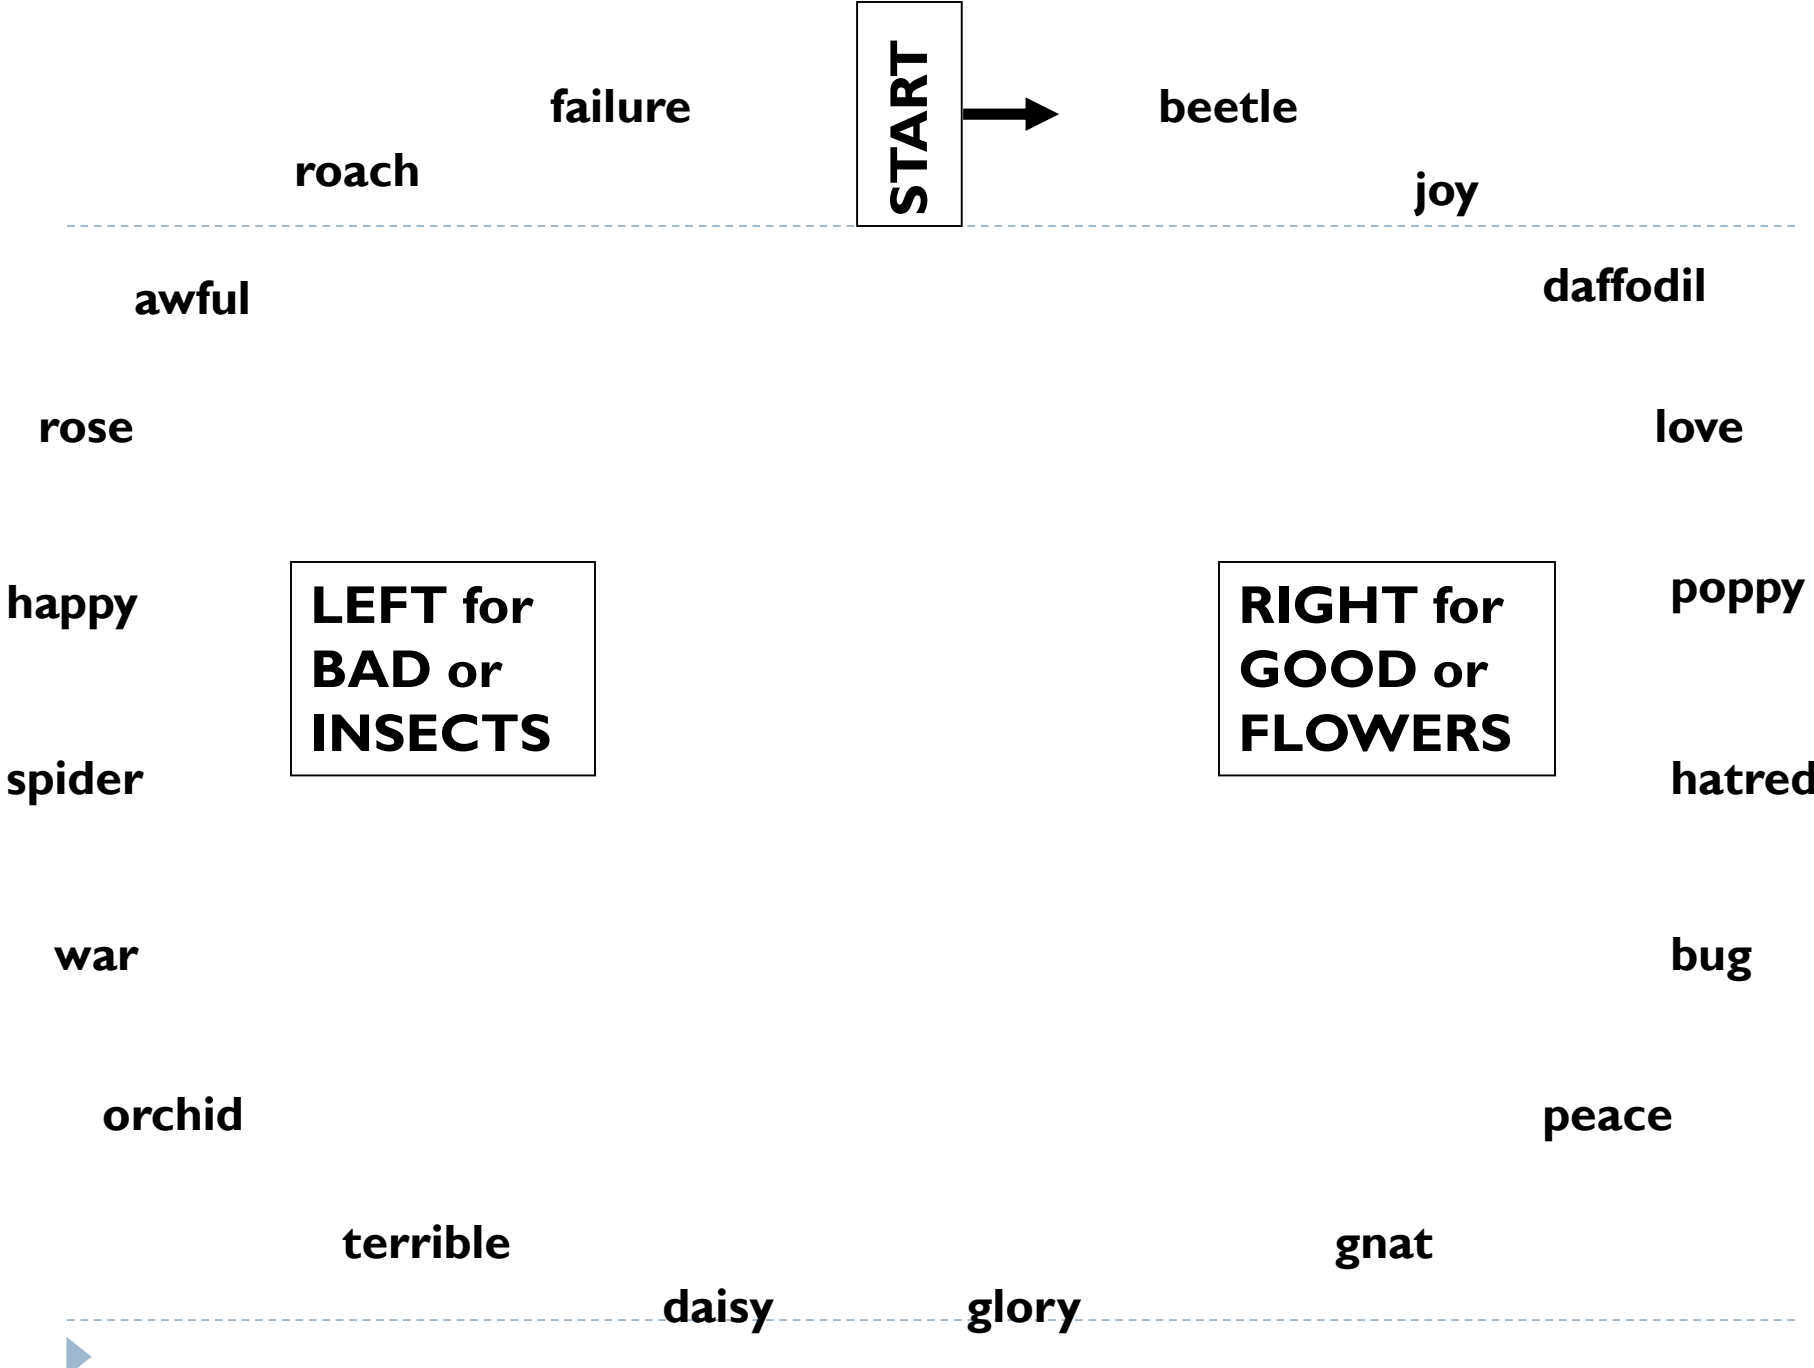 START
failure
beetle
roach
joy
awful
daffodil
rose
love
happy
LEFT for
BAD or
INSECTS
RIGHT for
GOOD or
FLOWERS
poppy
spider
hatred
war
bug
orchid
peace
terrible
gnat
daisy
glory